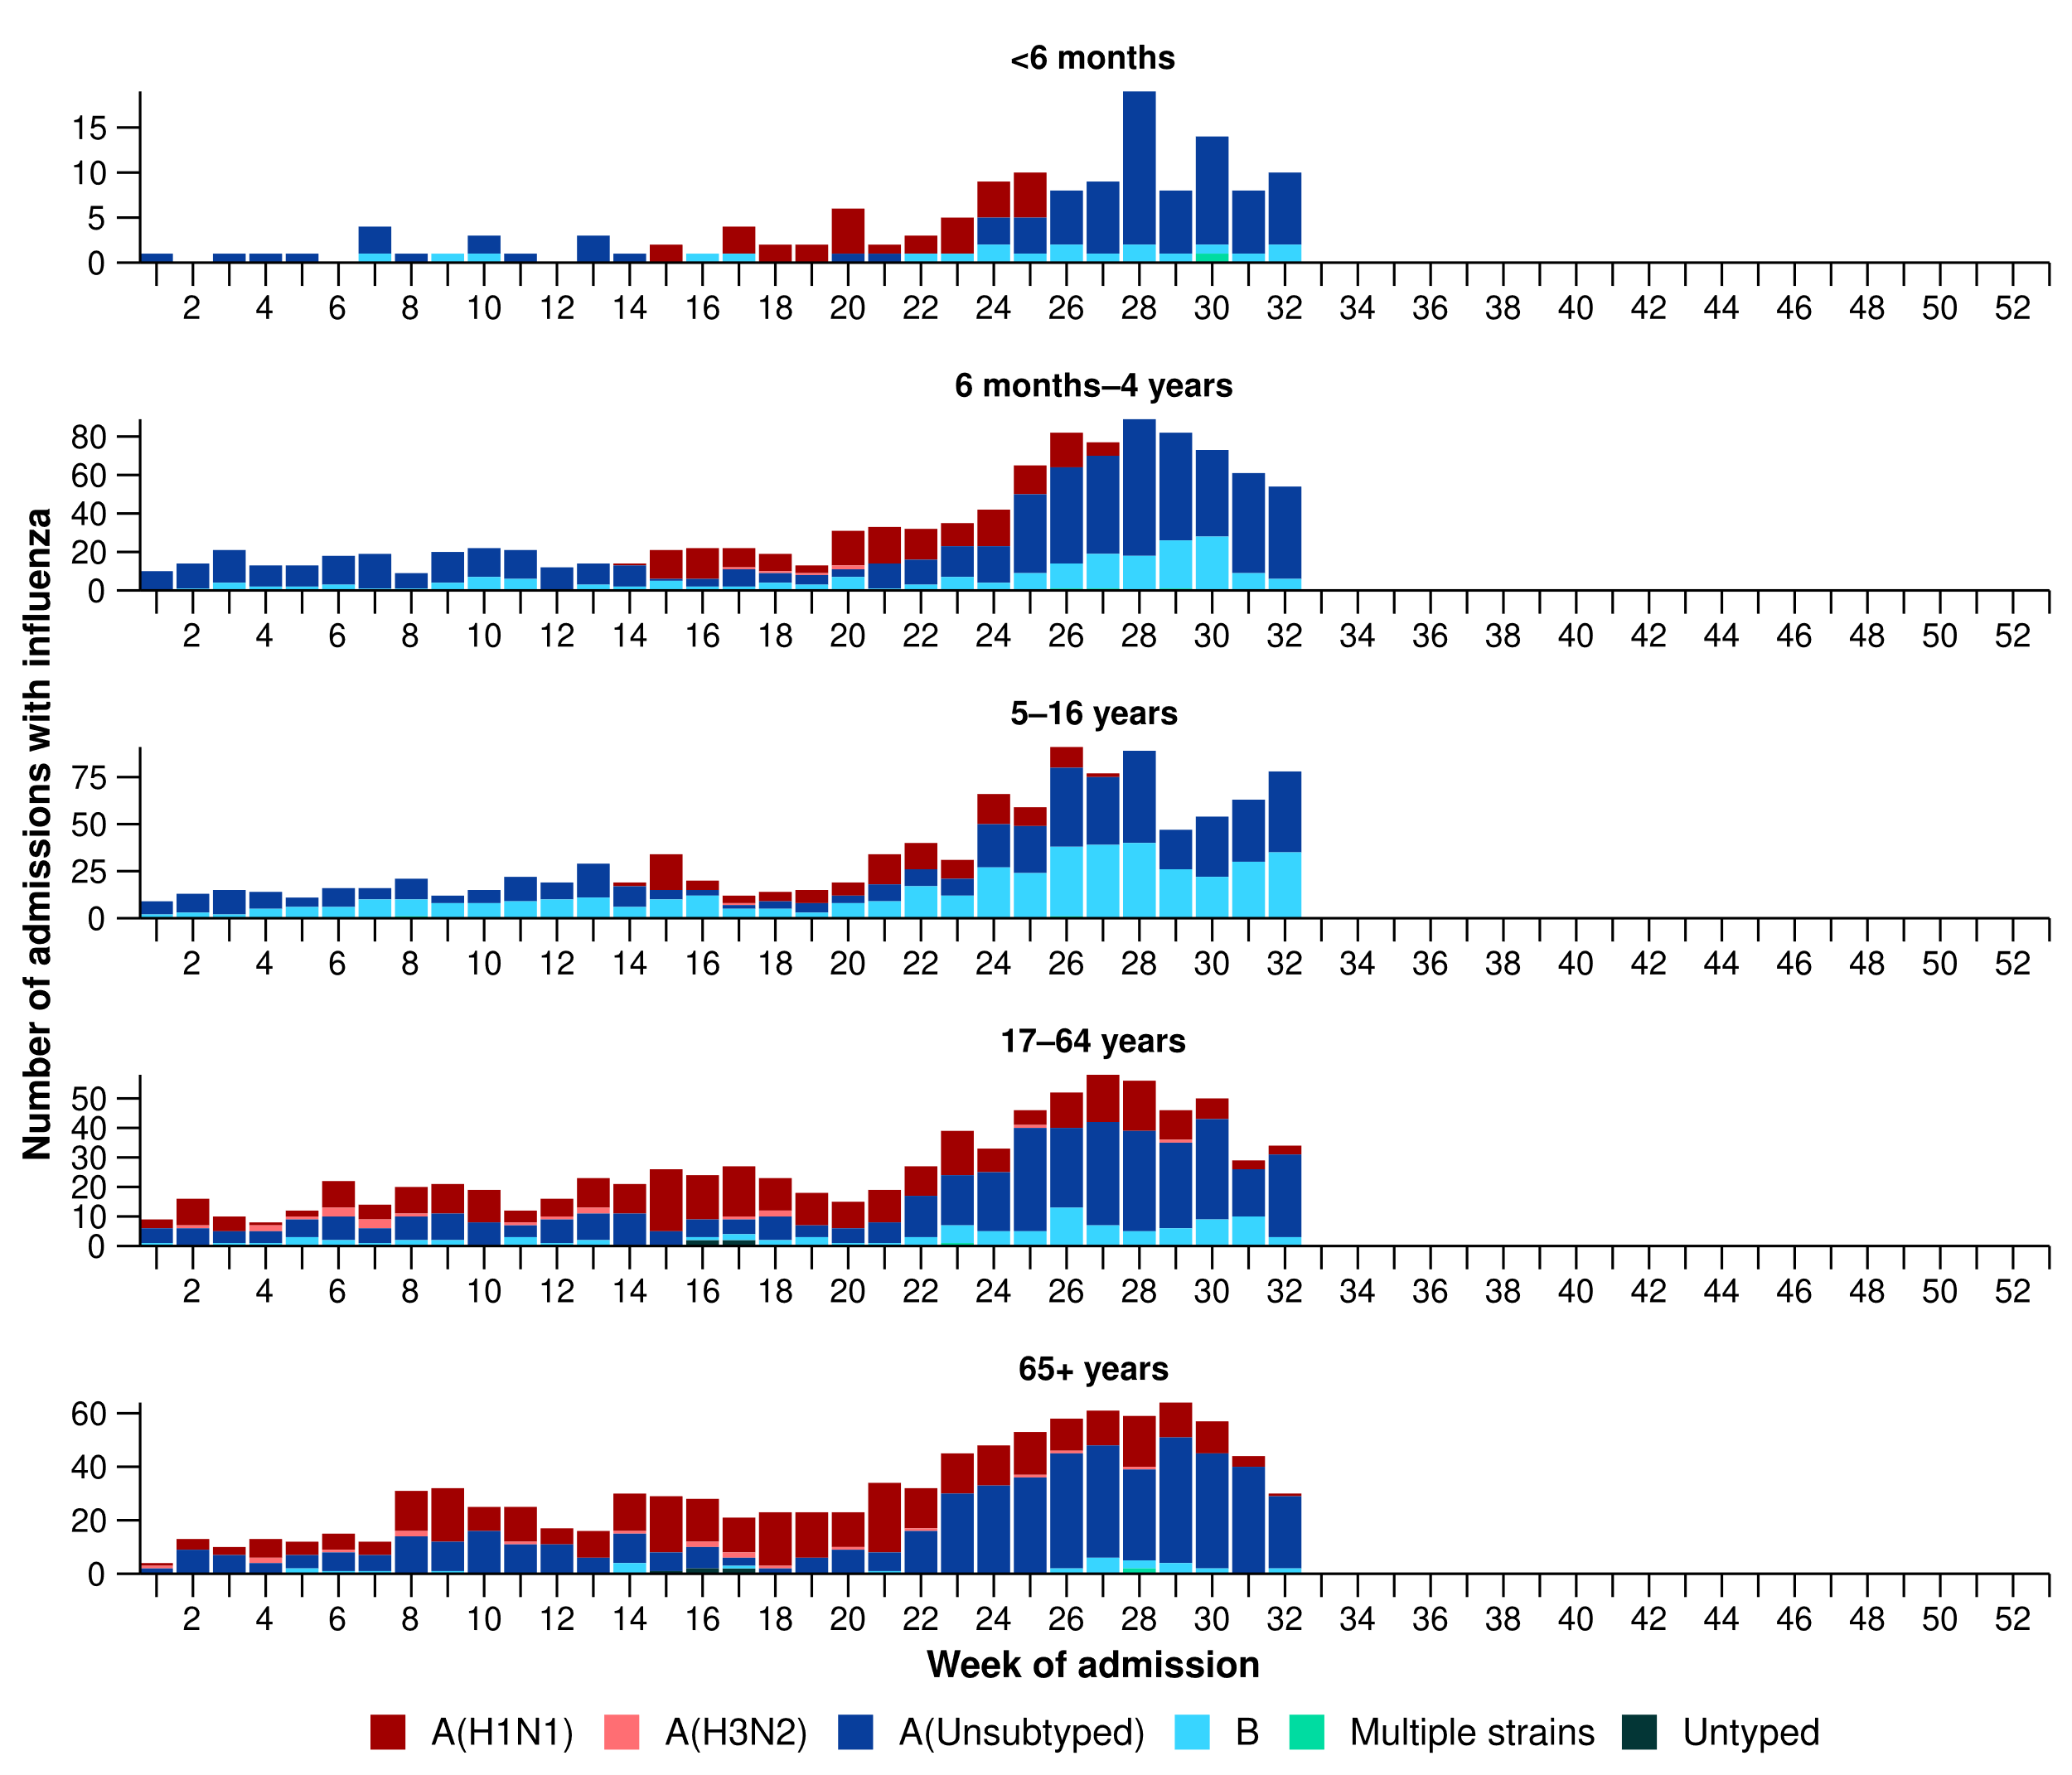 <6 months
15
10
5
0
2 4 6 8 10 12 14 16 18 20 22 24 26 28 30 32 34 36 38 40 42 44 46 48 50 52
6 months–4 years
80
60
40
20
0
2 4 6 8 10 12 14 16 18 20 22 24 26 28 30 32 34 36 38 40 42 44 46 48 50 52
5–16 years
75
50
25
0
2 4 6 8 10 12 14 16 18 20 22 24 26 28 30 32 34 36 38 40 42 44 46 48 50 52
Number of admissions with influenza
17–64 years
50
40
30
20
10
0
2 4 6 8 10 12 14 16 18 20 22 24 26 28 30 32 34 36 38 40 42 44 46 48 50 52
65+ years
60
40
20
0
2 4 6 8 10 12 14 16 18 20 22 24 26 28 30 32 34 36 38 40 42 44 46 48 50 52
Week of admission
A(H1N1) A(H3N2) A(Unsubtyped) B Multiple strains Untyped